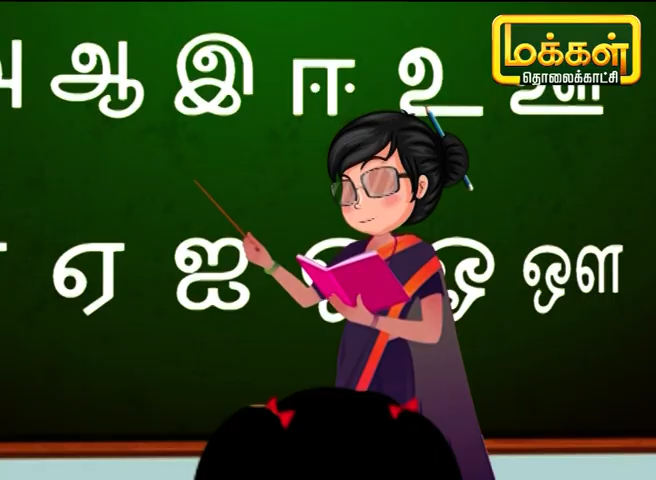 மக்கள்
தொலைக்காட்சி
அ ஆ இ ஈ உ ஊ
ஏ ஐ ஒ ஓ ஔ